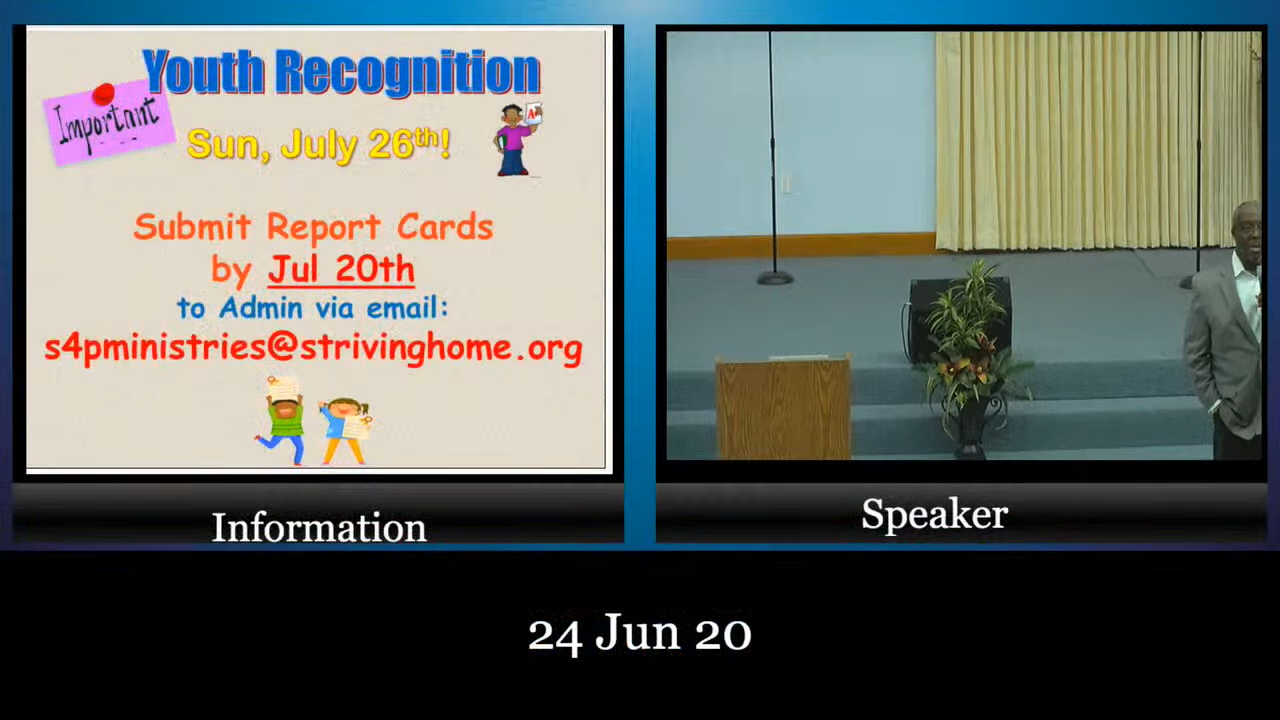 Youth Recognition
Important
Sun, July 26th!
A+
Submit Report Cards
by Jul 20th
to Admin via email:
s4pministries@strivinghome.org
Information
Speaker
24 Jun 20